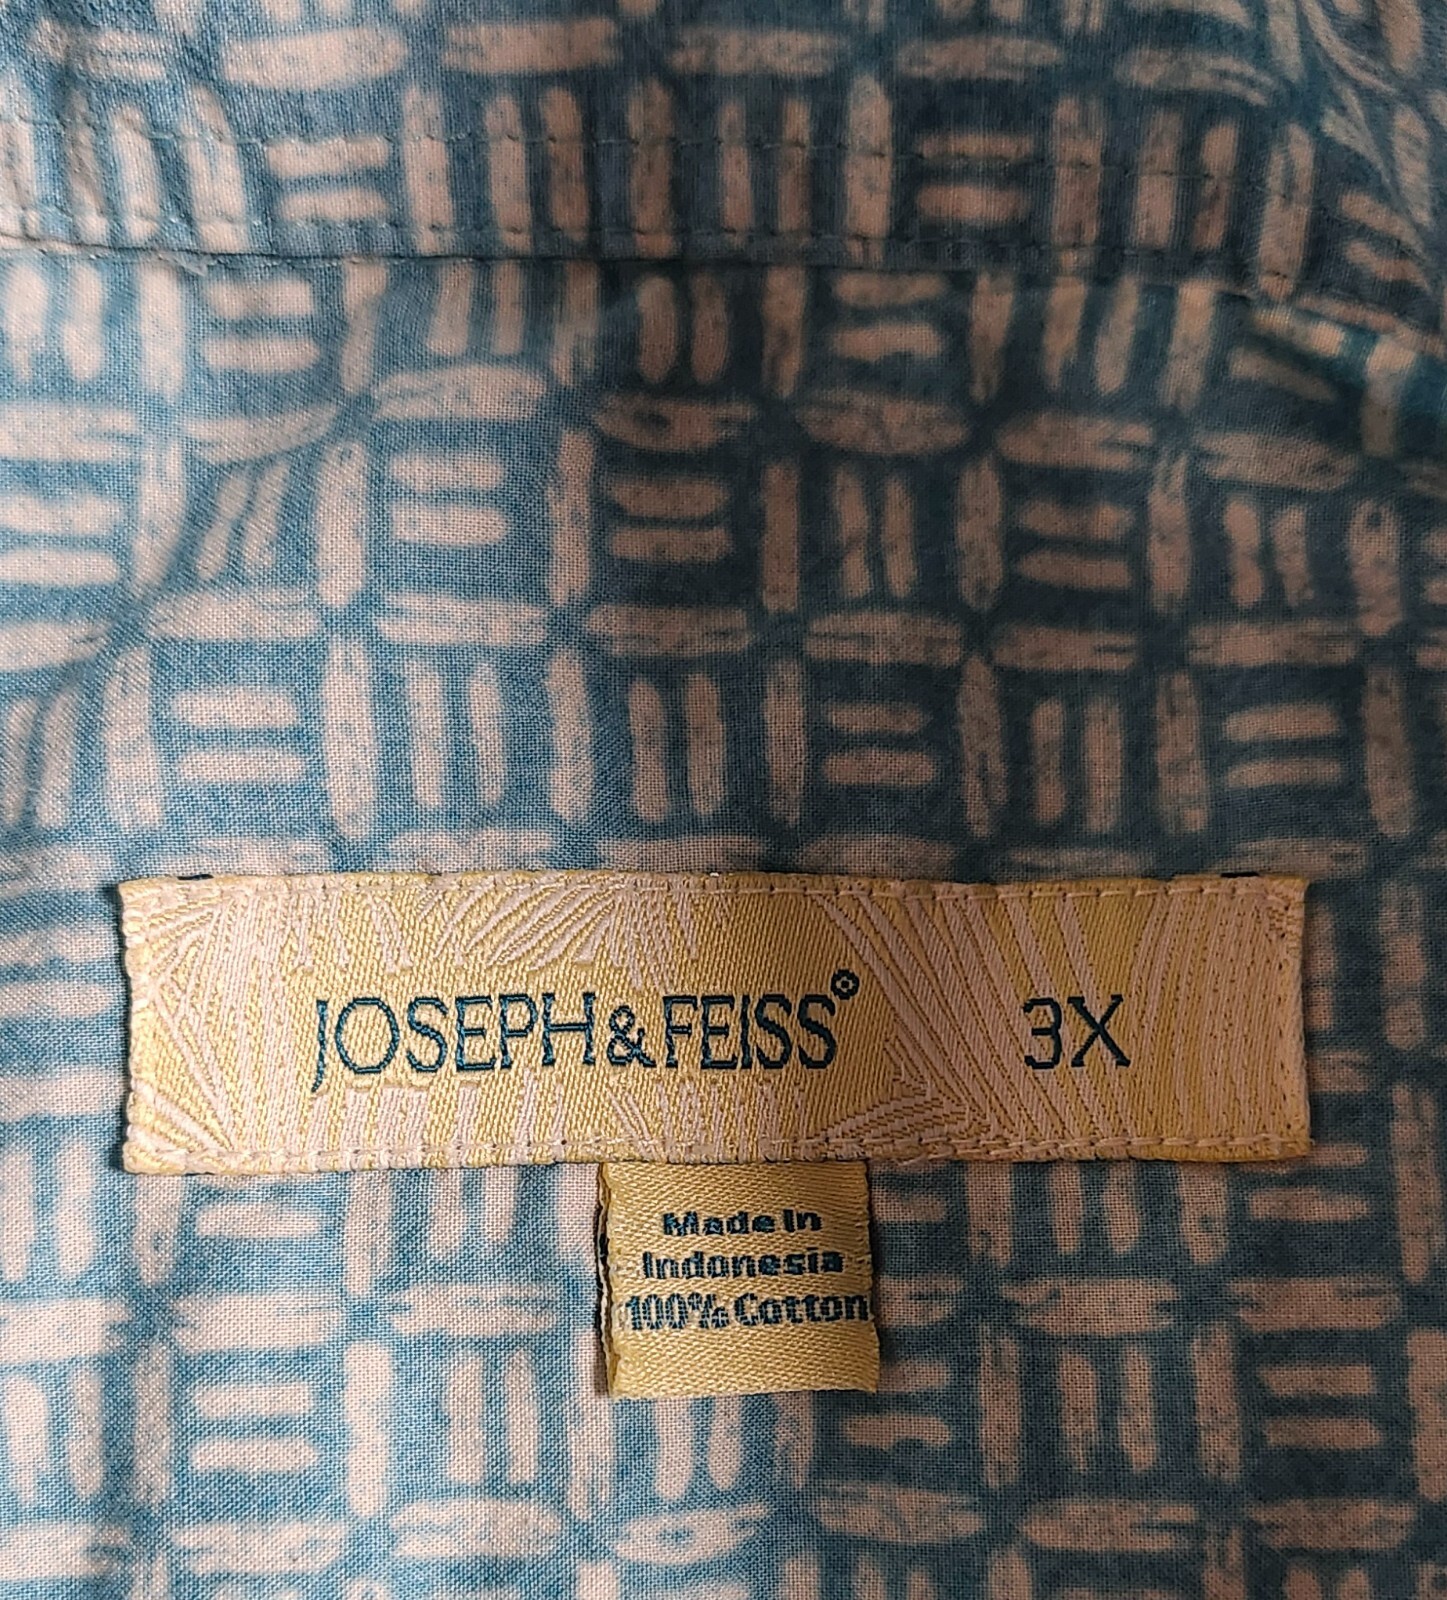 JOSEPH & FEISS® 3X
Made In
Indonesia
100% Cotton